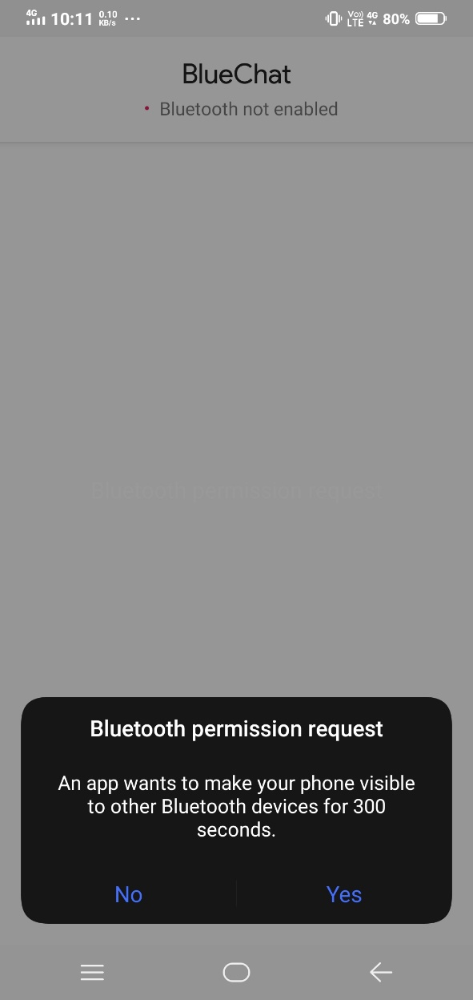 4G 10:11 0.10 KB/s ... Vo)) LTE 4G 80%
BlueChat
• Bluetooth not enabled
Bluetooth permission request
Bluetooth permission request
An app wants to make your phone visible
to other Bluetooth devices for 300
seconds.
No Yes